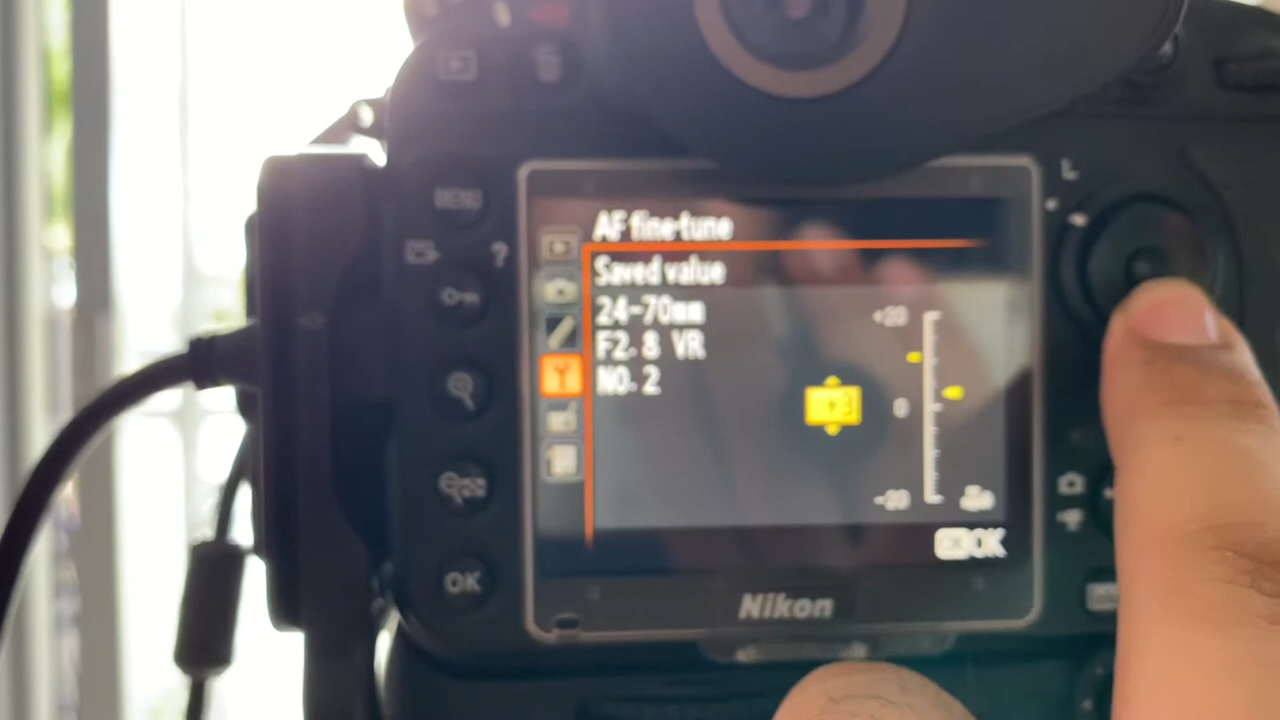 MENU
?
L
AF fine-tune
Saved value
24-70mm
F2.8 VR
NO. 2
+3
+20
0
-20
OK OK
OK
Nikon